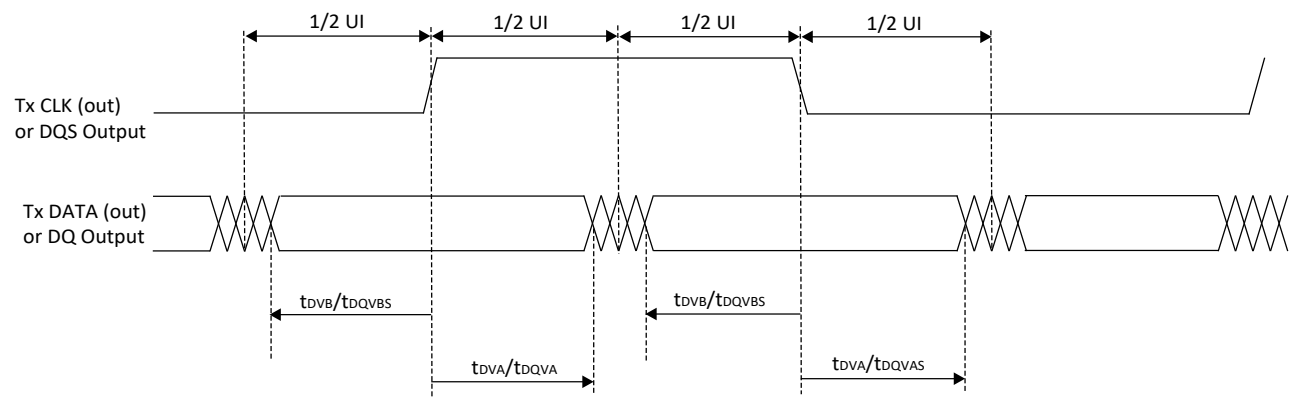 1/2 UI 1/2 UI 1/2 UI 1/2 UI
Tx CLK (out)
or DQS Output
Tx DATA (out)
or DQ Output
tDVB/tDQVBS tDVB/tDQVBS
tDVA/tDQVA tDVA/tDQVAS